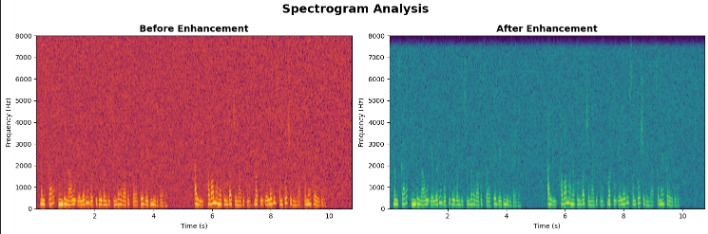 Spectrogram Analysis
Before Enhancement
After Enhancement
8000
7000
6000
5000
4000
3000
2000
1000
0
Frequency (Hz)
2 4 6 8 10
Time (s)
8000
7000
6000
5000
4000
3000
2000
1000
0
Frequency (Hz)
2 4 6 8 10
Time (s)